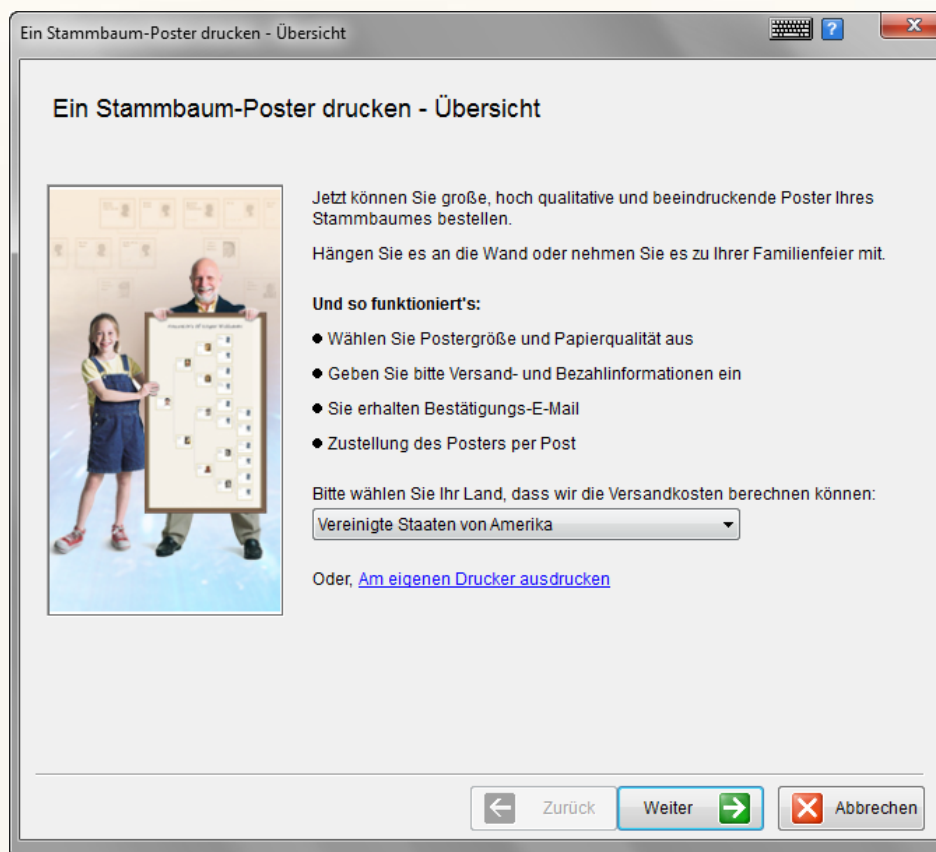 Ein Stammbaum-Poster drucken - Übersicht
?
Ein Stammbaum-Poster drucken - Übersicht
Jetzt können Sie große, hoch qualitative und beeindruckende Poster Ihres
Stammbaumes bestellen.
Hängen Sie es an die Wand oder nehmen Sie es zu Ihrer Familienfeier mit.
Und so funktioniert's:
● Wählen Sie Postergröße und Papierqualität aus
● Geben Sie bitte Versand- und Bezahlinformationen ein
● Sie erhalten Bestätigungs-E-Mail
● Zustellung des Posters per Post
Bitte wählen Sie Ihr Land, dass wir die Versandkosten berechnen können:
Vereinigte Staaten von Amerika
Oder, Am eigenen Drucker ausdrucken
Zurück Weiter Abbrechen